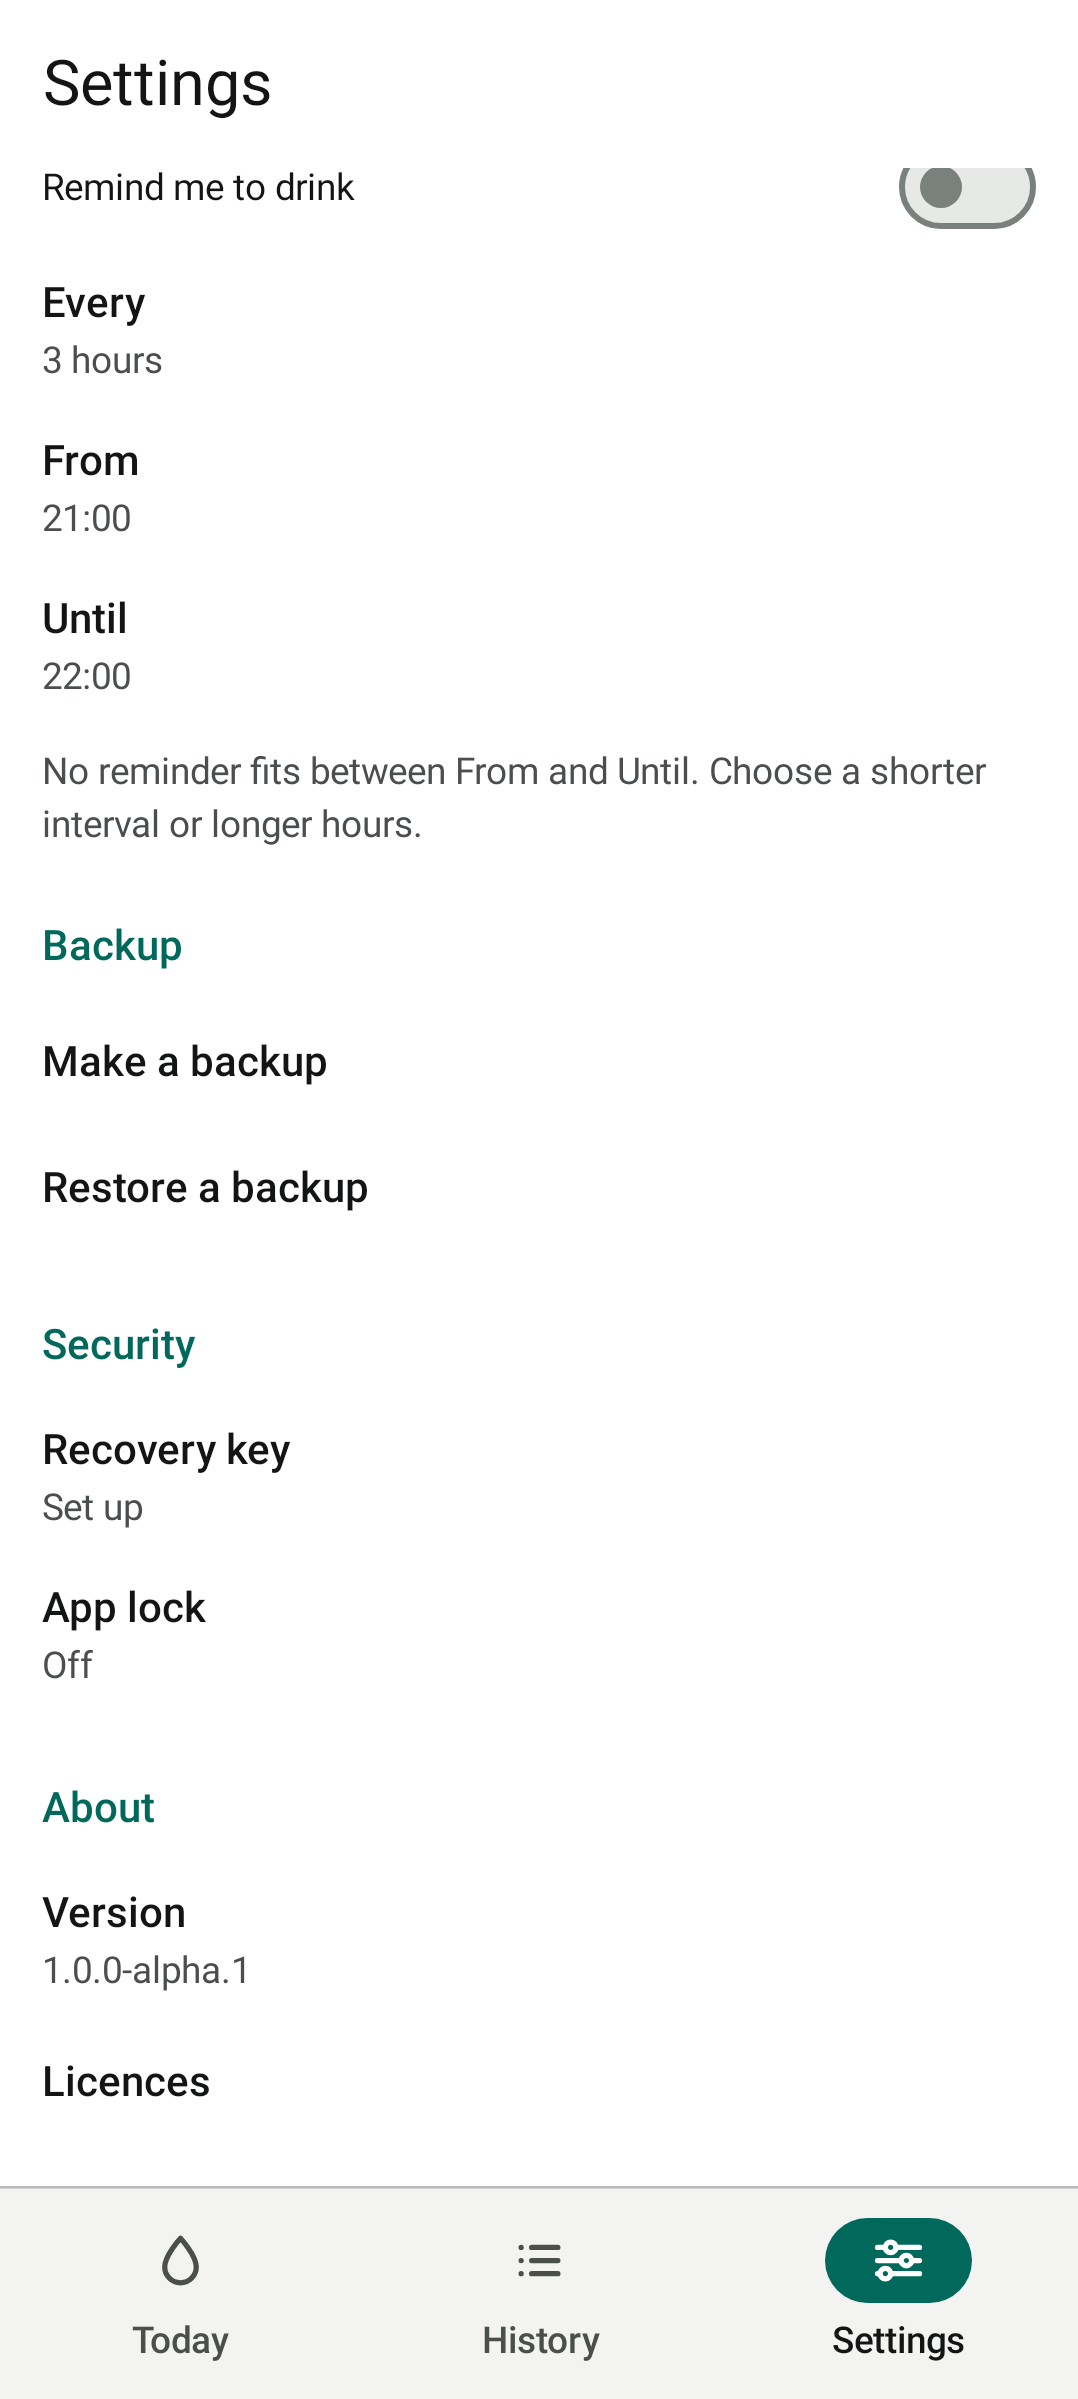 Settings
Remind me to drink
Every
3 hours
From
21:00
Until
22:00
No reminder fits between From and Until. Choose a shorter
interval or longer hours.
Backup
Make a backup
Restore a backup
Security
Recovery key
Set up
App lock
Off
About
Version
1.0.0-alpha.1
Licences
Today
History
Settings